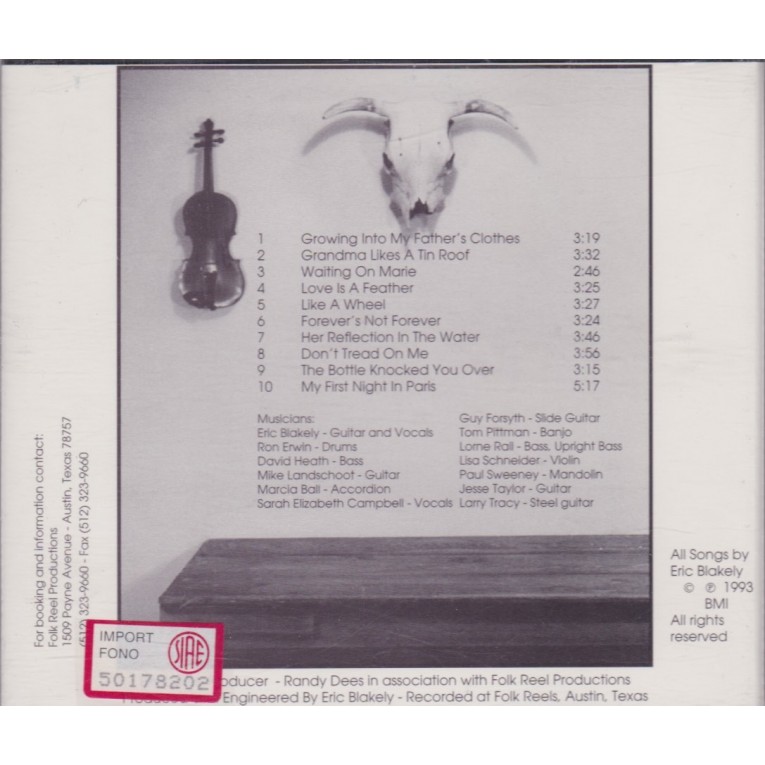 1 Growing Into My Father's Clothes 3:19
2 Grandma Likes A Tin Roof 3:32
3 Waiting On Marie 2:46
4 Love Is A Feather 3:25
5 Like A Wheel 3:27
6 Forever's Not Forever 3:24
7 Her Reflection In The Water 3:46
8 Don't Tread On Me 3:56
9 The Bottle Knocked You Over 3:15
10 My First Night In Paris 5:17
Musicians:
Eric Blakely - Guitar and Vocals
Ron Erwin - Drums
David Heath - Bass
Mike Landschoot - Guitar
Marcia Ball - Accordion
Sarah Elizabeth Campbell - Vocals
Guy Forsyth - Slide Guitar
Tom Pittman - Banjo
Lorne Rall - Bass, Upright Bass
Lisa Schneider - Violin
Paul Sweeney - Mandolin
Jesse Taylor - Guitar
Larry Tracy - Steel guitar
For booking and information contact:
Folk Reel Productions
1509 Payne Avenue - Austin, Texas 78757
(512) 323-9660 - Fax (512) 323-9660
All Songs by
Eric Blakely
© ℗ 1993
BMI
All rights
reserved
IMPORT
FONO
SIAE
50178202
- Randy Dees in association with Folk Reel Productions
Engineered By Eric Blakely - Recorded at Folk Reels, Austin, Texas